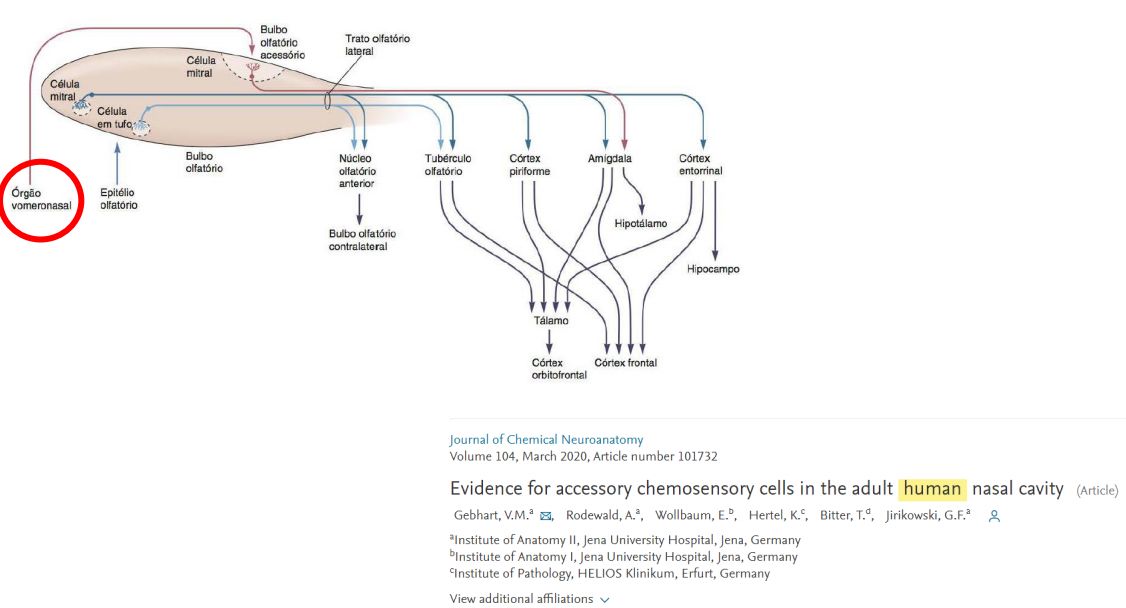 Bulbo
olfatório
acessório
Trato olfatório
lateral
Célula
mitral
Célula
mitral
Célula
em tufo
Bulbo
olfatório
Órgão
vomeronasal
Epitélio
olfatório
Núcleo
olfatório
anterior
Tubérculo
olfatório
Córtex
piriforme
Amígdala
Córtex
entorrinal
Bulbo olfatório
contralateral
Hipotálamo
Hipocampo
Tálamo
Córtex
orbitofrontal
Córtex frontal
Journal of Chemical Neuroanatomy
Volume 104, March 2020, Article number 101732
Evidence for accessory chemosensory cells in the adult human nasal cavity (Article)
Gebhart, V.M.a, Rodewald, A.a, Wollbaum, E.b, Hertel, K.c, Bitter, T.d, Jirikowski, G.F.a
aInstitute of Anatomy II, Jena University Hospital, Jena, Germany
bInstitute of Anatomy I, Jena University Hospital, Jena, Germany
cInstitute of Pathology, HELIOS Klinikum, Erfurt, Germany
View additional affiliations